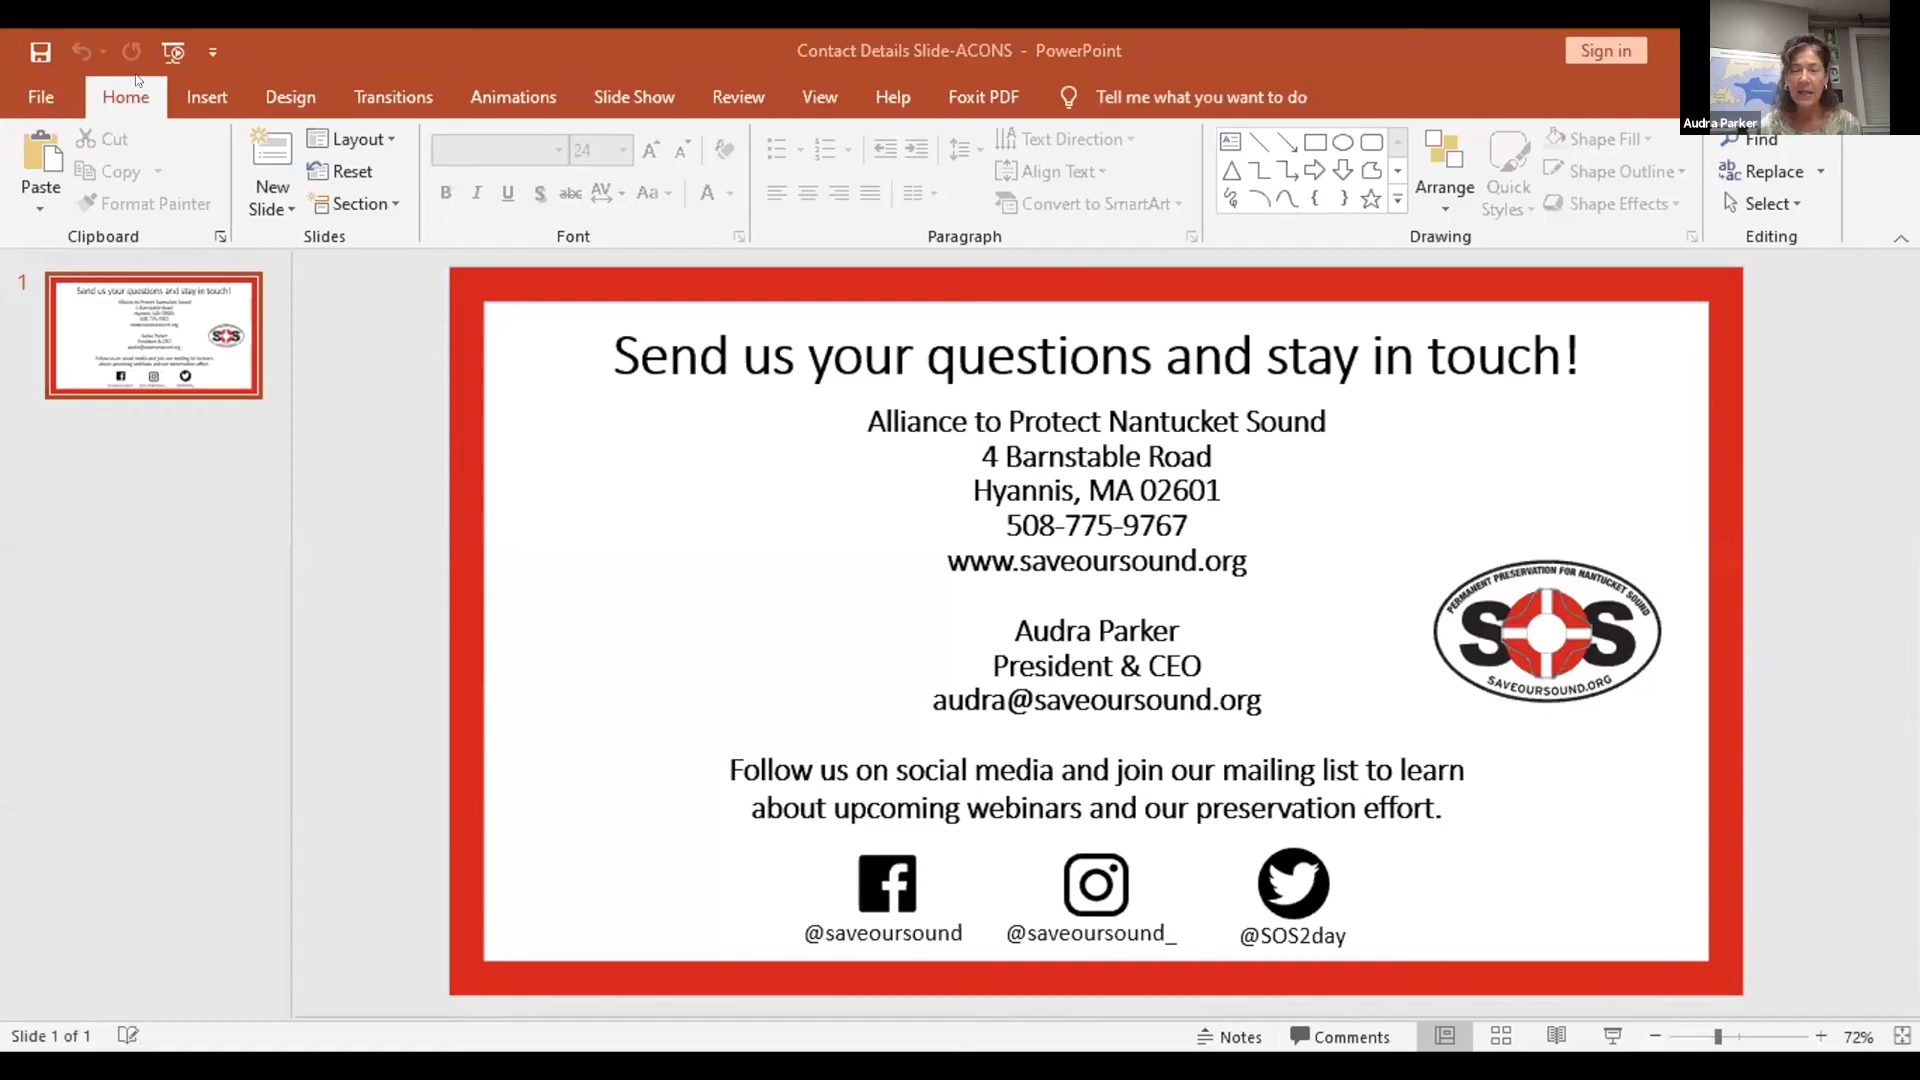 Contact Details Slide-ACONS - PowerPoint
Sign in
File Home Insert Design Transitions Animations Slide Show Review View Help Foxit PDF Tell me what you want to do
Audra Parker
Paste
Cut
Copy
Format Painter
Clipboard
New
Slide
Layout
Reset
Section
Slides
24
B I U S abc AV Aa A
Font
Text Direction
Align Text
Convert to SmartArt
Paragraph
Arrange
Quick
Styles
Shape Fill
Shape Outline
Shape Effects
Drawing
Find
Replace
Select
Editing
1
Send us your questions and stay in touch!
Alliance to Protect Nantucket Sound
4 Barnstable Road
Hyannis, MA 02601
508-775-9767
www.saveoursound.org
Audra Parker
President & CEO
audra@saveoursound.org
PERMANENT PRESERVATION FOR NANTUCKET SOUND
SOS
SAVEOURSOUND.ORG
Follow us on social media and join our mailing list to learn
about upcoming webinars and our preservation effort.
@saveoursound @saveoursound_ @SOS2day
Slide 1 of 1
Notes Comments 72%